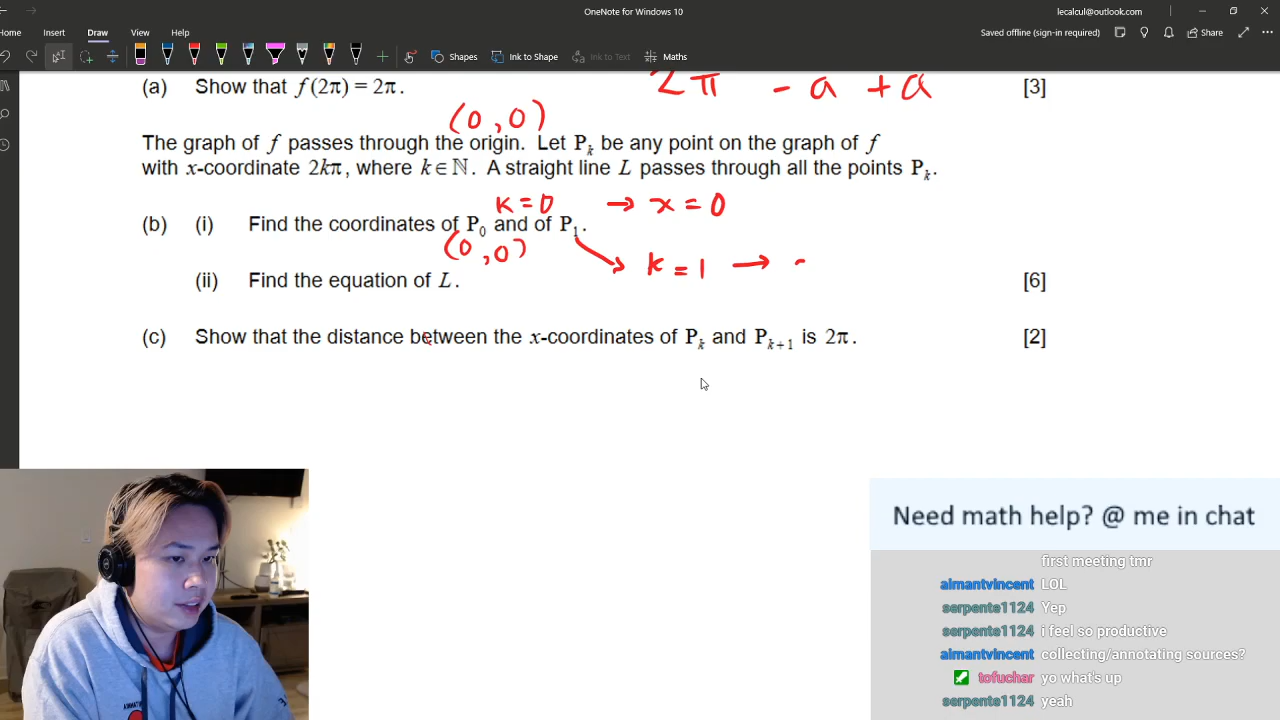 OneNote for Windows 10
lecalcul@outlook.com
Home Insert Draw View Help
Saved offline (sign-in required)
Share
Shapes Ink to Shape Ink to Text Maths
(a) Show that f(2π) = 2π. [3]
2π - a + a
(0,0)
The graph of f passes through the origin. Let Pₖ be any point on the graph of f
with x-coordinate 2kπ, where k ∈ ℕ. A straight line L passes through all the points Pₖ.
k = 0 → x = 0
(b) (i) Find the coordinates of P₀ and of P₁.
(0,0)
k = 1 →
(ii) Find the equation of L. [6]
(c) Show that the distance between the x-coordinates of Pₖ and Pₖ₊₁ is 2π. [2]
Need math help? @ me in chat
first meeting tmr
aimantvincent LOL
serpente1124 Yep
serpente1124 i feel so productive
aimantvincent collecting/annotating sources?
tofuchar yo what's up
serpente1124 yeah